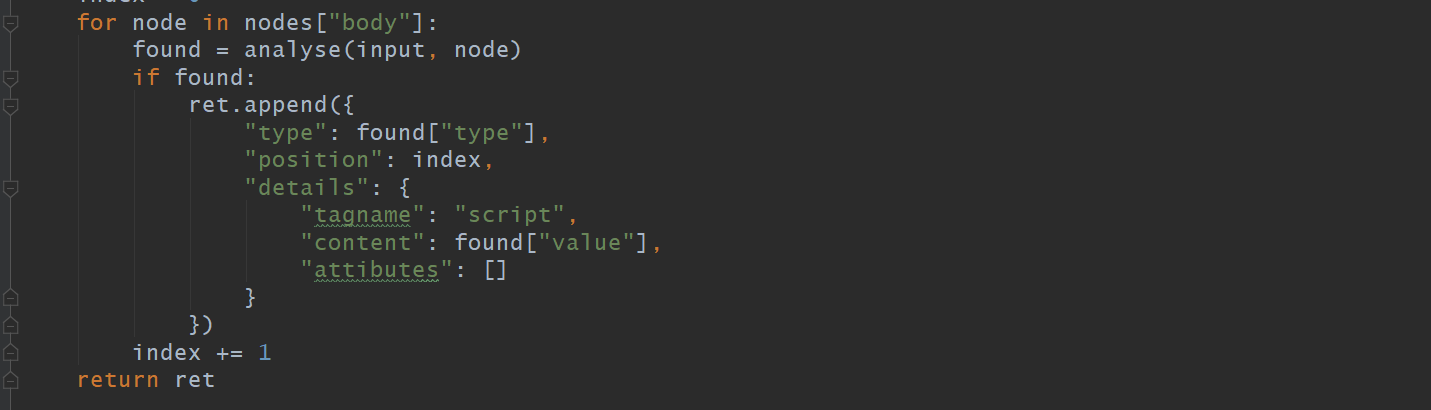 for node in nodes["body"]:
    found = analyse(input, node)
    if found:
        ret.append({
            "type": found["type"],
            "position": index,
            "details": {
                "tagname": "script",
                "content": found["value"],
                "attibutes": []
            }
        })
    index += 1
return ret